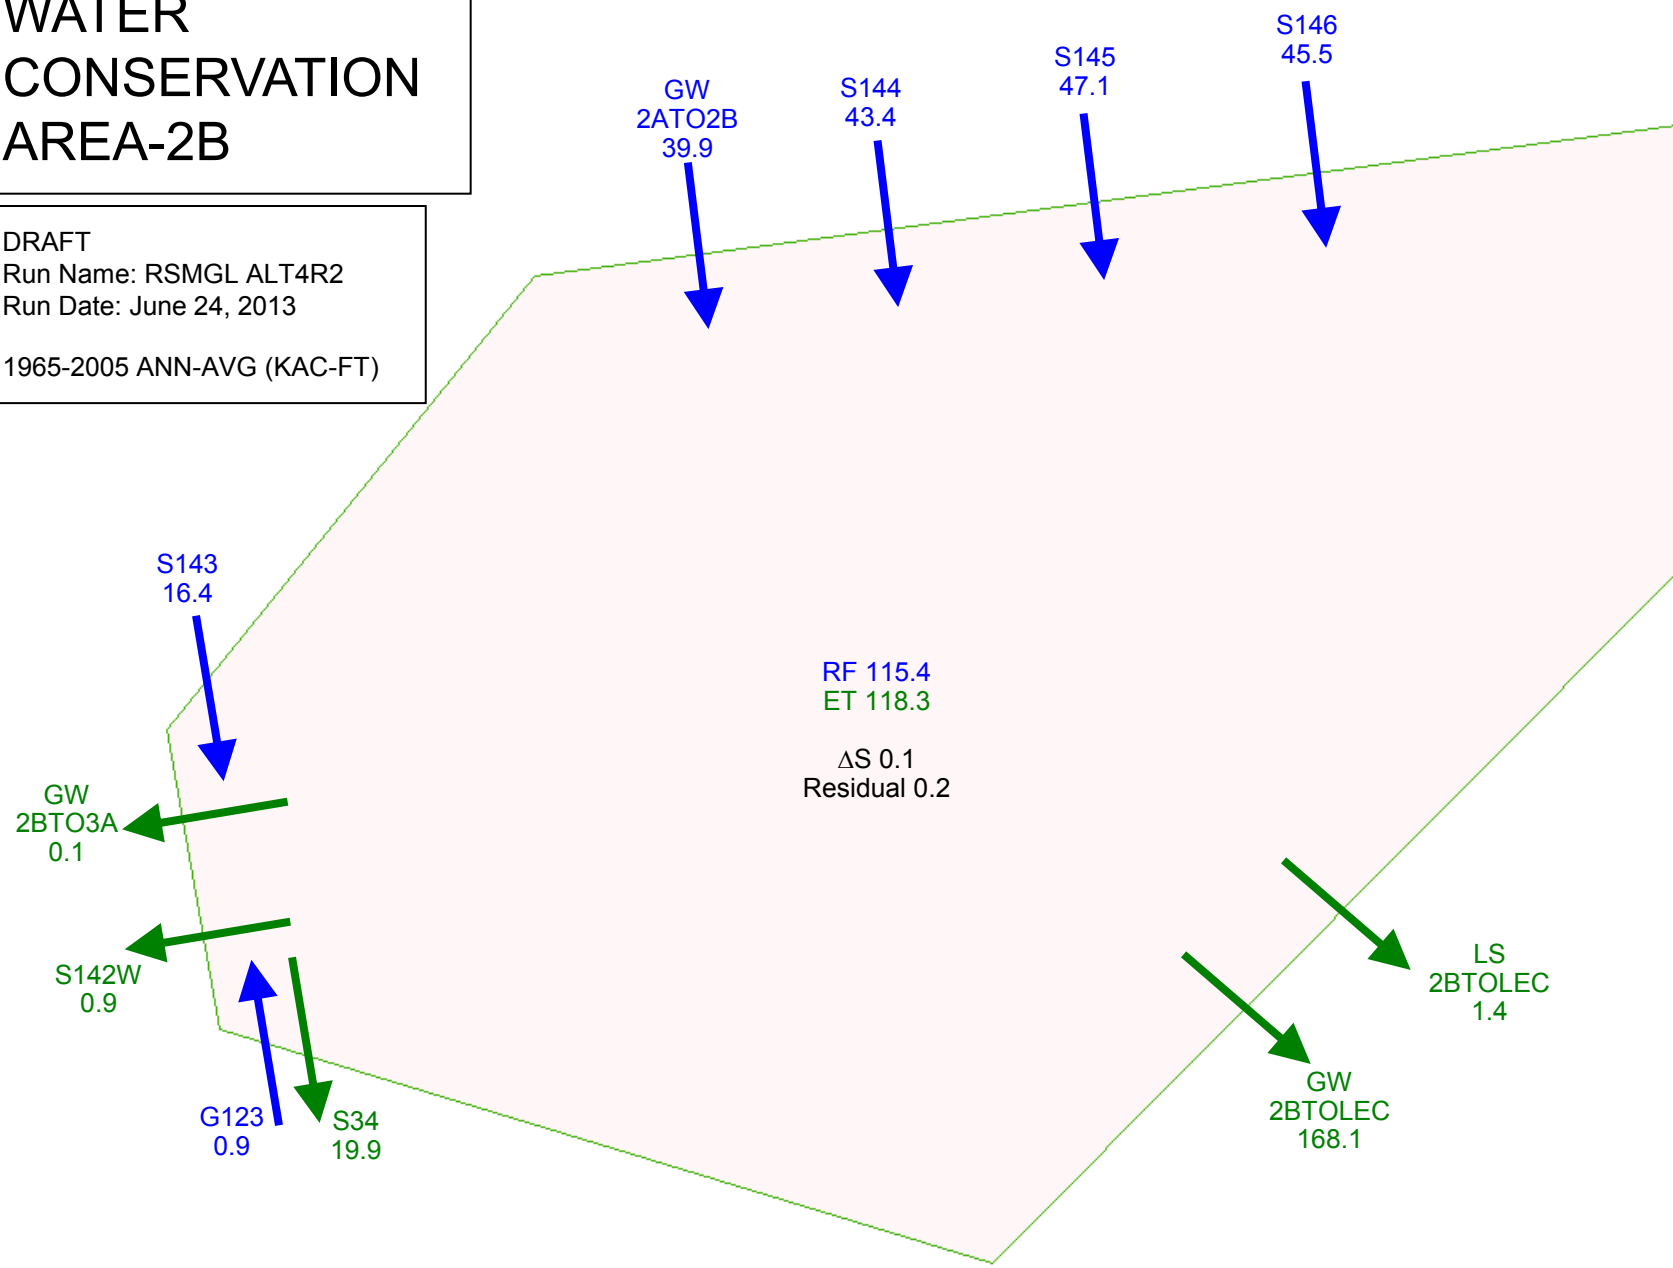 WATER
CONSERVATION
AREA-2B
DRAFT
Run Name: RSMGL ALT4R2
Run Date: June 24, 2013
1965-2005 ANN-AVG (KAC-FT)
GW
2ATO2B
39.9
S144
43.4
S145
47.1
S146
45.5
S143
16.4
RF 115.4
ET 118.3
ΔS 0.1
Residual 0.2
GW
2BTO3A
0.1
S142W
0.9
G123
0.9
S34
19.9
LS
2BTOLEC
1.4
GW
2BTOLEC
168.1